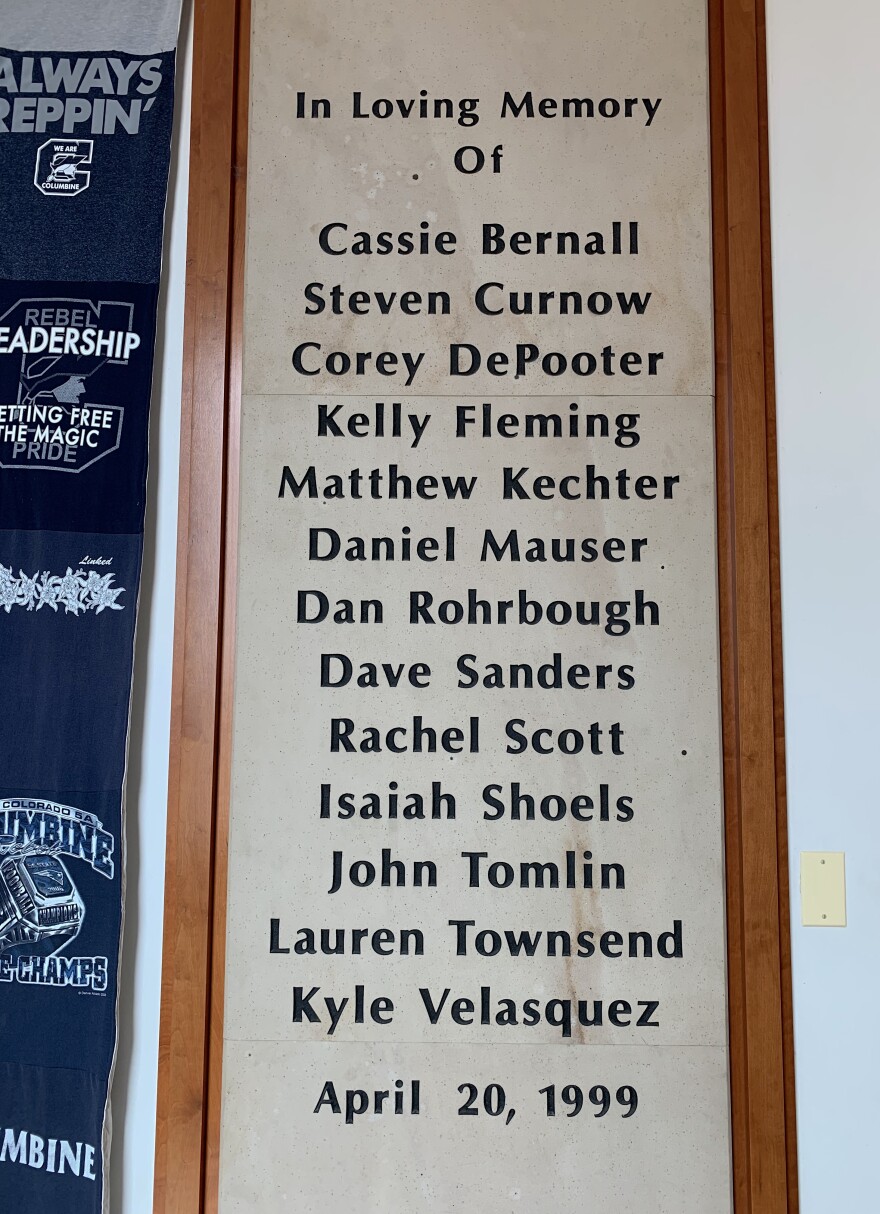 ALWAYS
REPPIN'
WE ARE
COLUMBINE
REBEL
EADERSHIP
ETTING FREE
THE MAGIC
PRIDE
Linked
COLORADO 5A
UMBINE
CHAMPIONS
CHAMPS
MBINE
In Loving Memory
Of
Cassie Bernall
Steven Curnow
Corey DePooter
Kelly Fleming
Matthew Kechter
Daniel Mauser
Dan Rohrbough
Dave Sanders
Rachel Scott
Isaiah Shoels
John Tomlin
Lauren Townsend
Kyle Velasquez
April 20, 1999